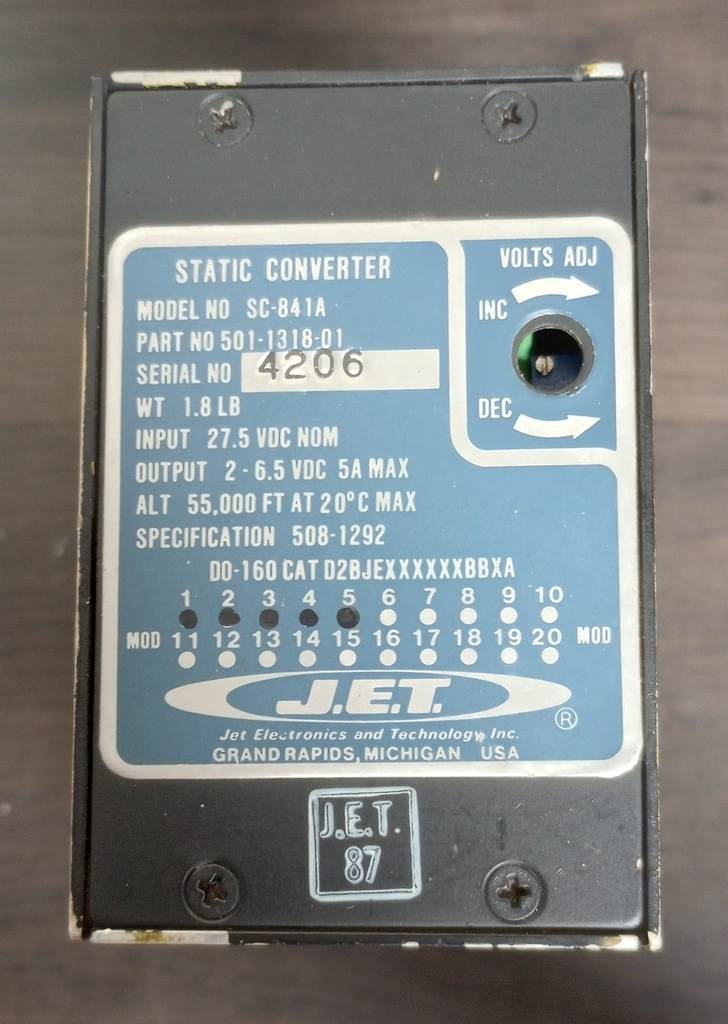 STATIC CONVERTER
MODEL NO SC-841A
PART NO 501-1318-01
SERIAL NO 4206
WT 1.8 LB
INPUT 27.5 VDC NOM
OUTPUT 2 - 6.5 VDC 5A MAX
ALT 55,000 FT AT 20°C MAX
SPECIFICATION 508-1292
VOLTS ADJ
INC
DEC
DO-160 CAT D2BJEXXXXXXBBXA
1 2 3 4 5 6 7 8 9 10
MOD 11 12 13 14 15 16 17 18 19 20 MOD
J.E.T.
®
Jet Electronics and Technology, Inc.
GRAND RAPIDS, MICHIGAN USA
J.E.T.
87